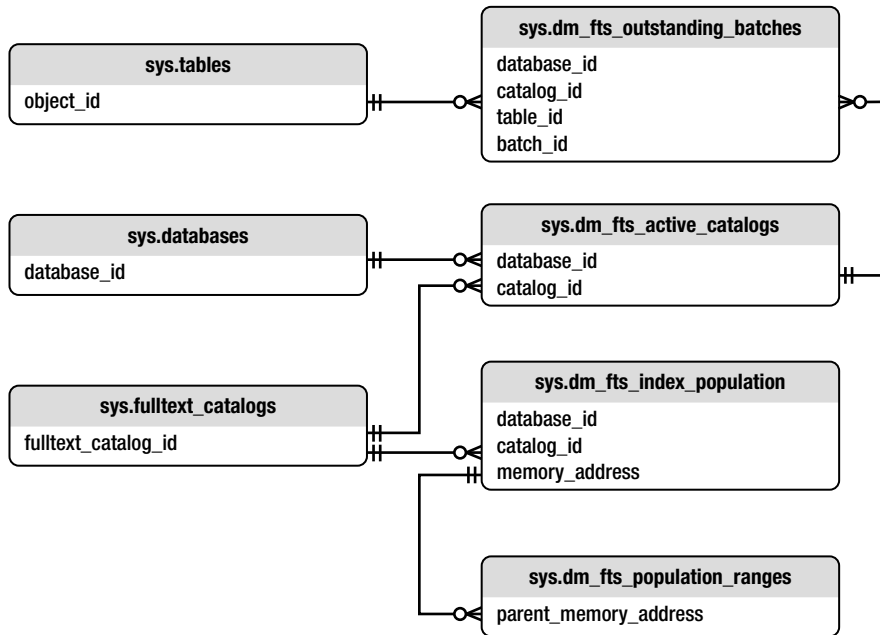 sys.tables
object_id
sys.dm_fts_outstanding_batches
database_id
catalog_id
table_id
batch_id
sys.databases
database_id
sys.dm_fts_active_catalogs
database_id
catalog_id
sys.fulltext_catalogs
fulltext_catalog_id
sys.dm_fts_index_population
database_id
catalog_id
memory_address
sys.dm_fts_population_ranges
parent_memory_address